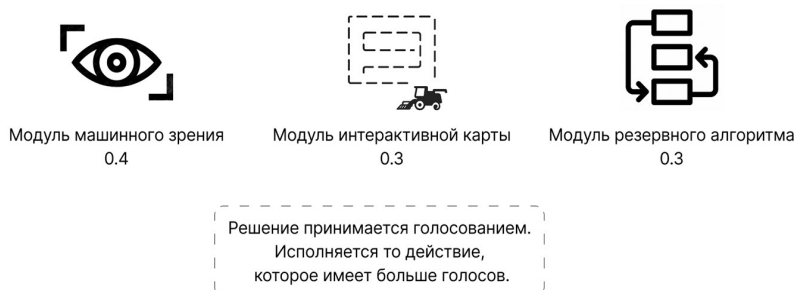 Модуль машинного зрения
0.4
Модуль интерактивной карты
0.3
Модуль резервного алгоритма
0.3
Решение принимается голосованием.
Исполняется то действие,
которое имеет больше голосов.